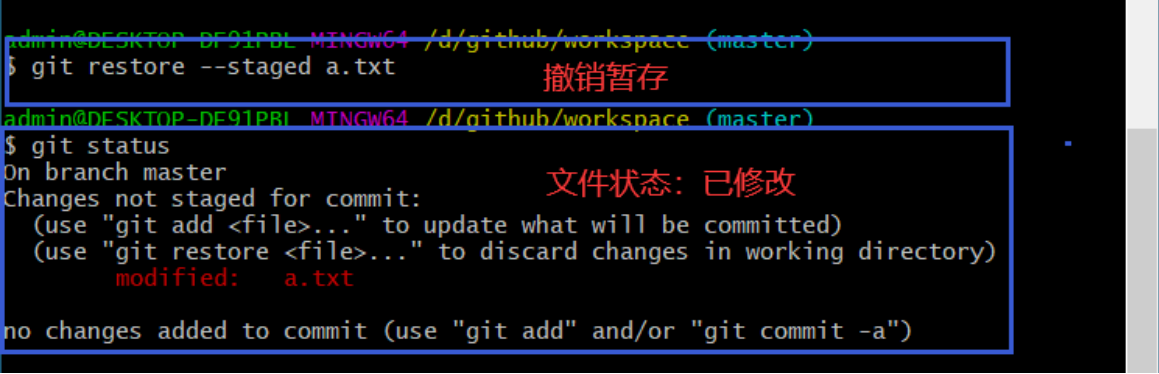 admin@DESKTOP-DF91PBL MINGW64 /d/github/workspace (master)
$ git restore --staged a.txt
撤销暂存
admin@DESKTOP-DF91PBL MINGW64 /d/github/workspace (master)
$ git status
On branch master
文件状态：已修改
Changes not staged for commit:
  (use "git add <file>..." to update what will be committed)
  (use "git restore <file>..." to discard changes in working directory)
        modified:   a.txt
no changes added to commit (use "git add" and/or "git commit -a")